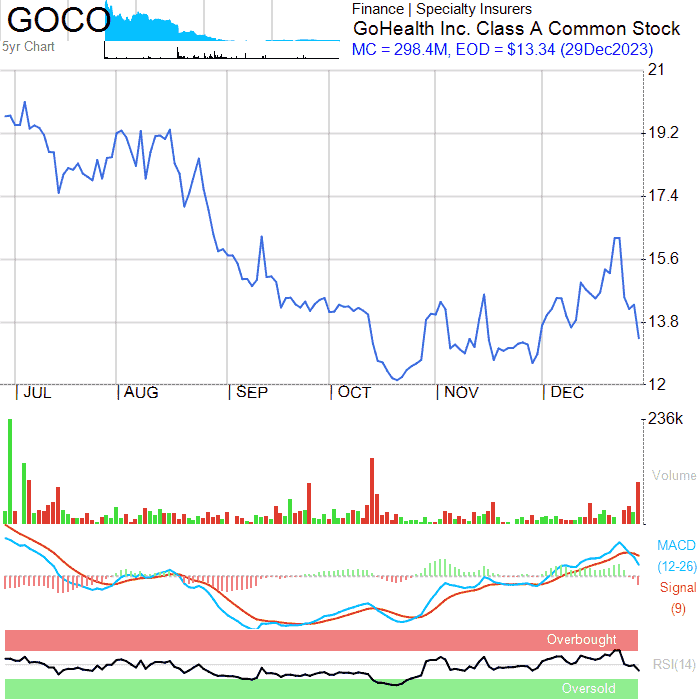 GOCO
5yr Chart
Finance | Specialty Insurers
GoHealth Inc. Class A Common Stock
MC = 298.4M, EOD = $13.34 (29Dec2023)
21
19.2
17.4
15.6
13.8
12
JUL AUG SEP OCT NOV DEC
236k
Volume
MACD
(12-26)
Signal
(9)
Overbought
RSI(14)
Oversold